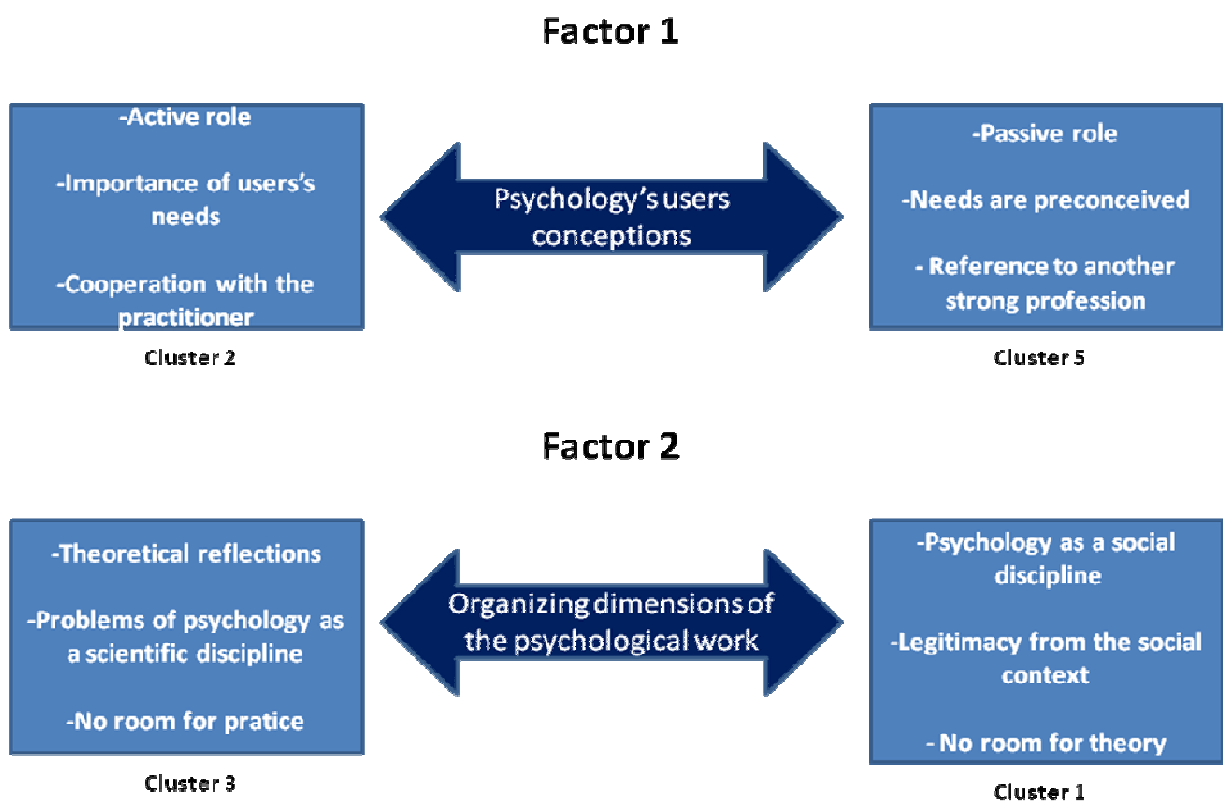 Factor 1
-Active role
-Importance of users's
needs
-Cooperation with the
practitioner
Cluster 2
Psychology's users
conceptions
-Passive role
-Needs are preconceived
- Reference to another
strong profession
Cluster 5
Factor 2
-Theoretical reflections
-Problems of psychology as
a scientific discipline
-No room for pratice
Cluster 3
Organizing dimensions of
the psychological work
-Psychology as a social
discipline
-Legitimacy from the social
context
- No room for theory
Cluster 1